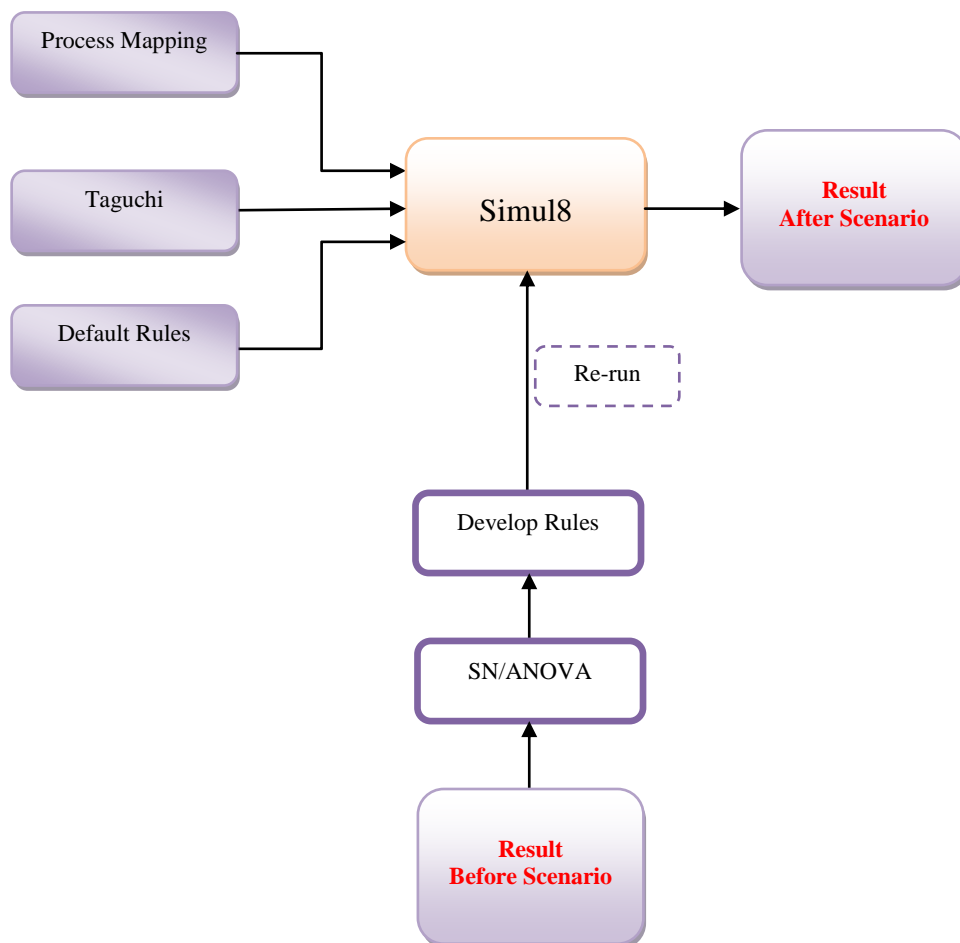 Process Mapping
Taguchi
Default Rules
Simul8
Result
After Scenario
Re-run
Develop Rules
SN/ANOVA
Result
Before Scenario